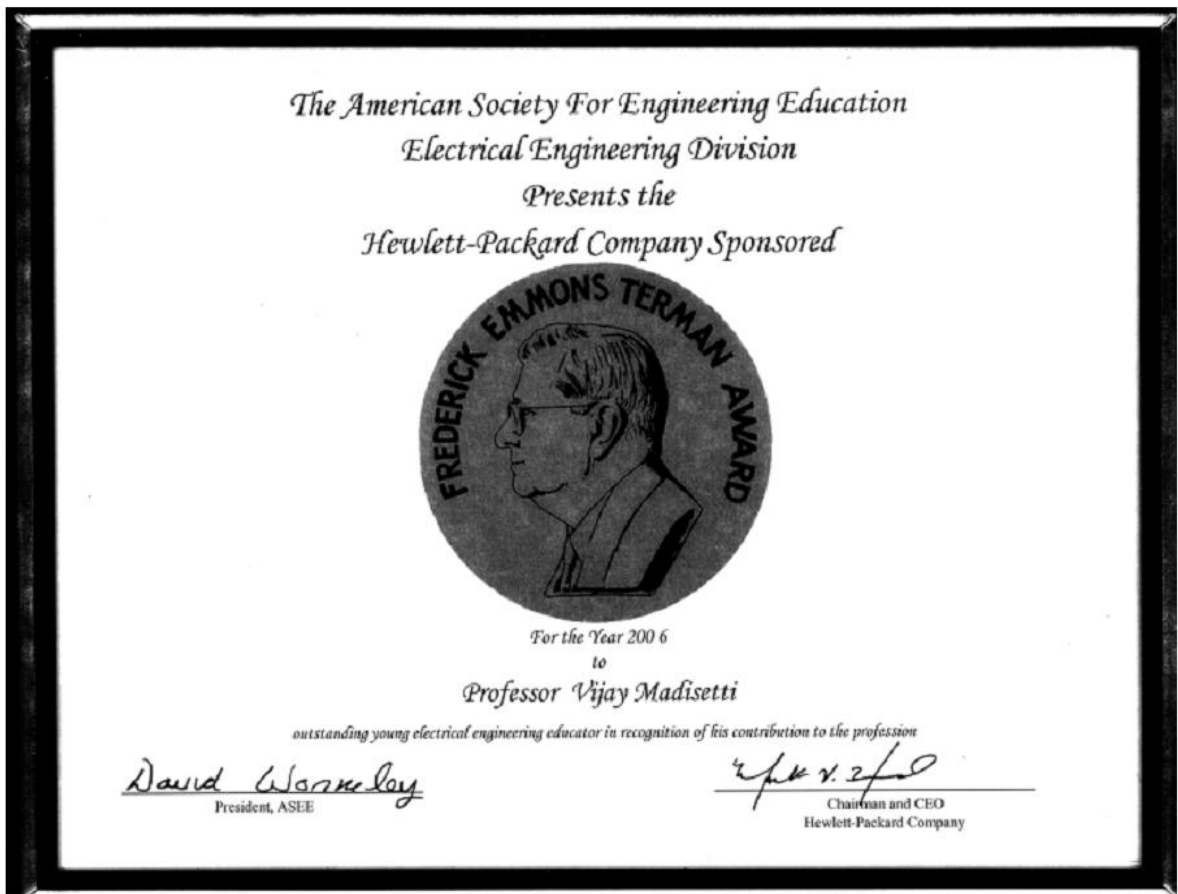 The American Society For Engineering Education
Electrical Engineering Division
Presents the
Hewlett-Packard Company Sponsored
FREDERICK EMMONS TERMAN AWARD
For the Year 2006
to
Professor Vijay Madisetti
outstanding young electrical engineering educator in recognition of his contribution to the profession
David Wormley
President, ASEE
Chairman and CEO
Hewlett-Packard Company